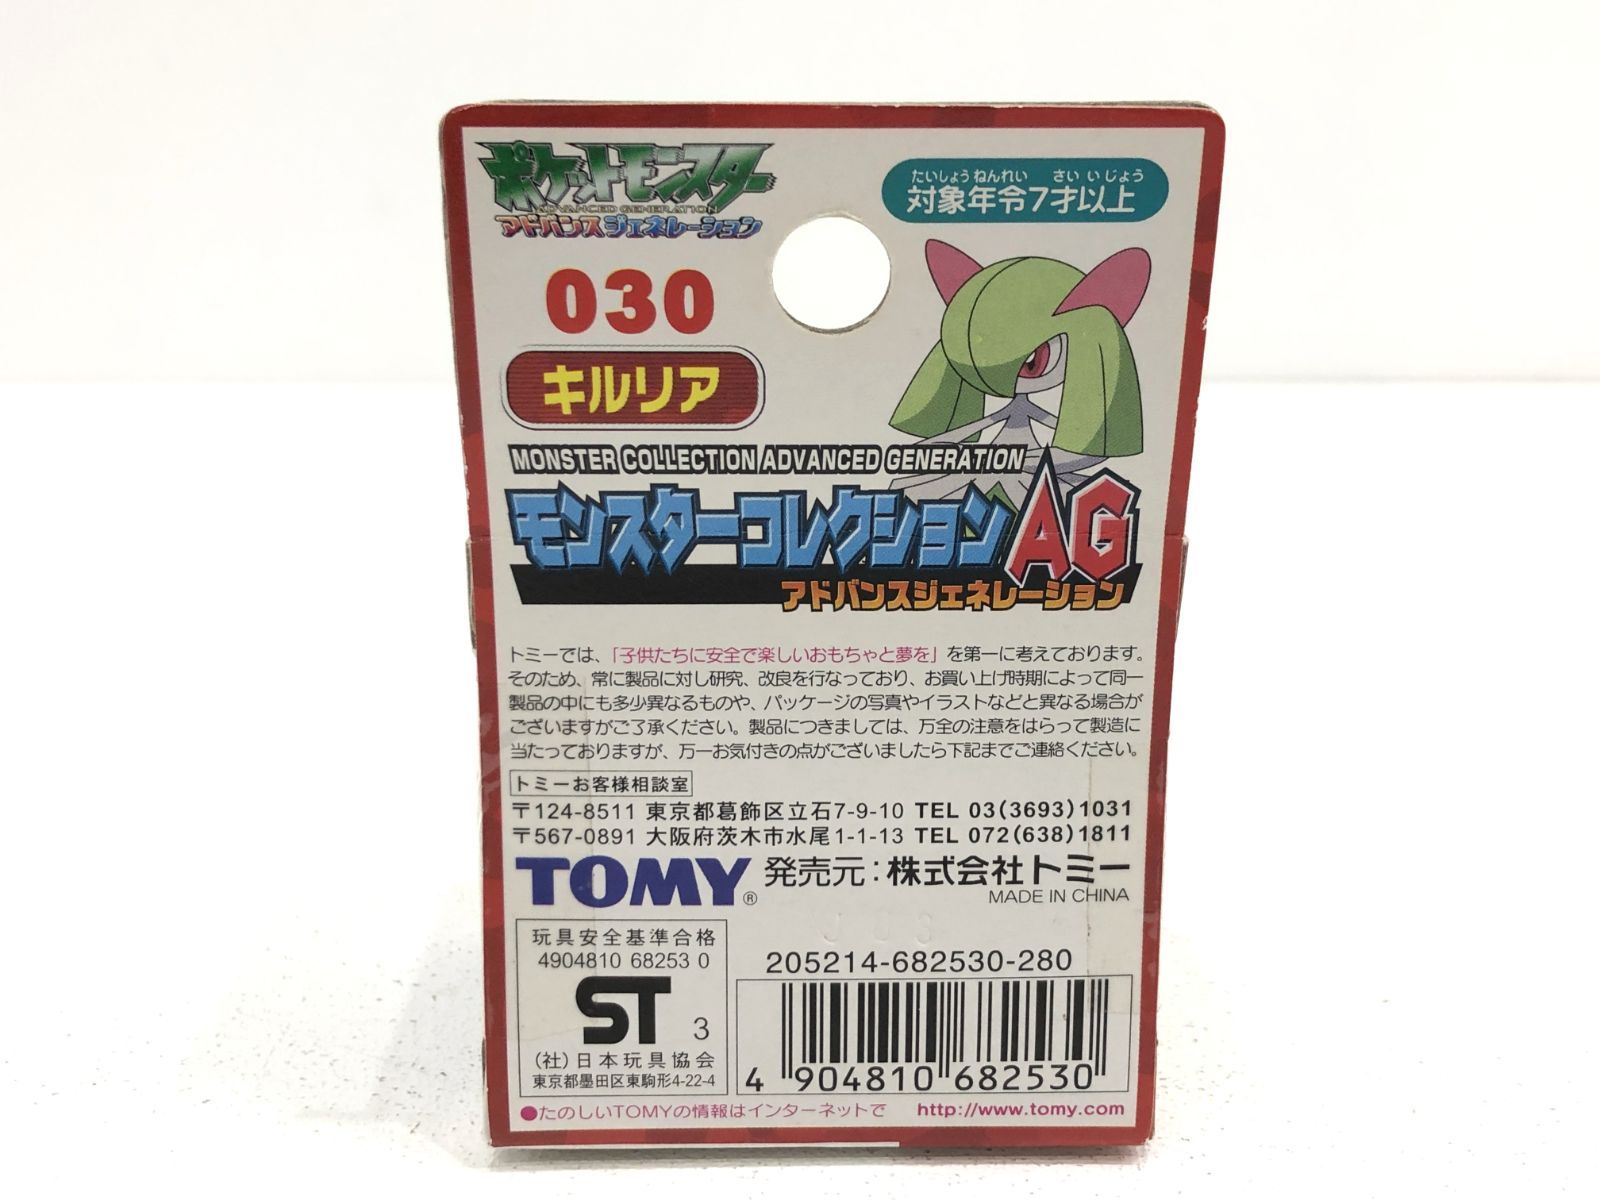 ポケットモンスター
ADVANCED GENERATION
アドバンスジェネレーション
たいしょうねんれい さいいじょう
対象年令7才以上
030
キルリア
MONSTER COLLECTION ADVANCED GENERATION
モンスターコレクションAG
アドバンスジェネレーション
トミーでは、「子供たちに安全で楽しいおもちゃと夢を」を第一に考えております。
そのため、常に製品に対し研究、改良を行なっており、お買い上げ時期によって同一
製品の中にも多少異なるものや、パッケージの写真やイラストなどと異なる場合が
ございますがご了承ください。製品につきましては、万全の注意をはらって製造に
当たっておりますが、万一お気付きの点がございましたら下記までご連絡ください。
トミーお客様相談室
〒124-8511 東京都葛飾区立石7-9-10 TEL 03(3693)1031
〒567-0891 大阪府茨木市水尾1-1-13 TEL 072(638)1811
TOMY® 発売元:株式会社トミー
MADE IN CHINA
J 03
玩具安全基準合格
4904810 68253 0
ST 3
(社)日本玩具協会
東京都墨田区東駒形4-22-4
205214-682530-280
4 904810 682530
●たのしいTOMYの情報はインターネットで http://www.tomy.com